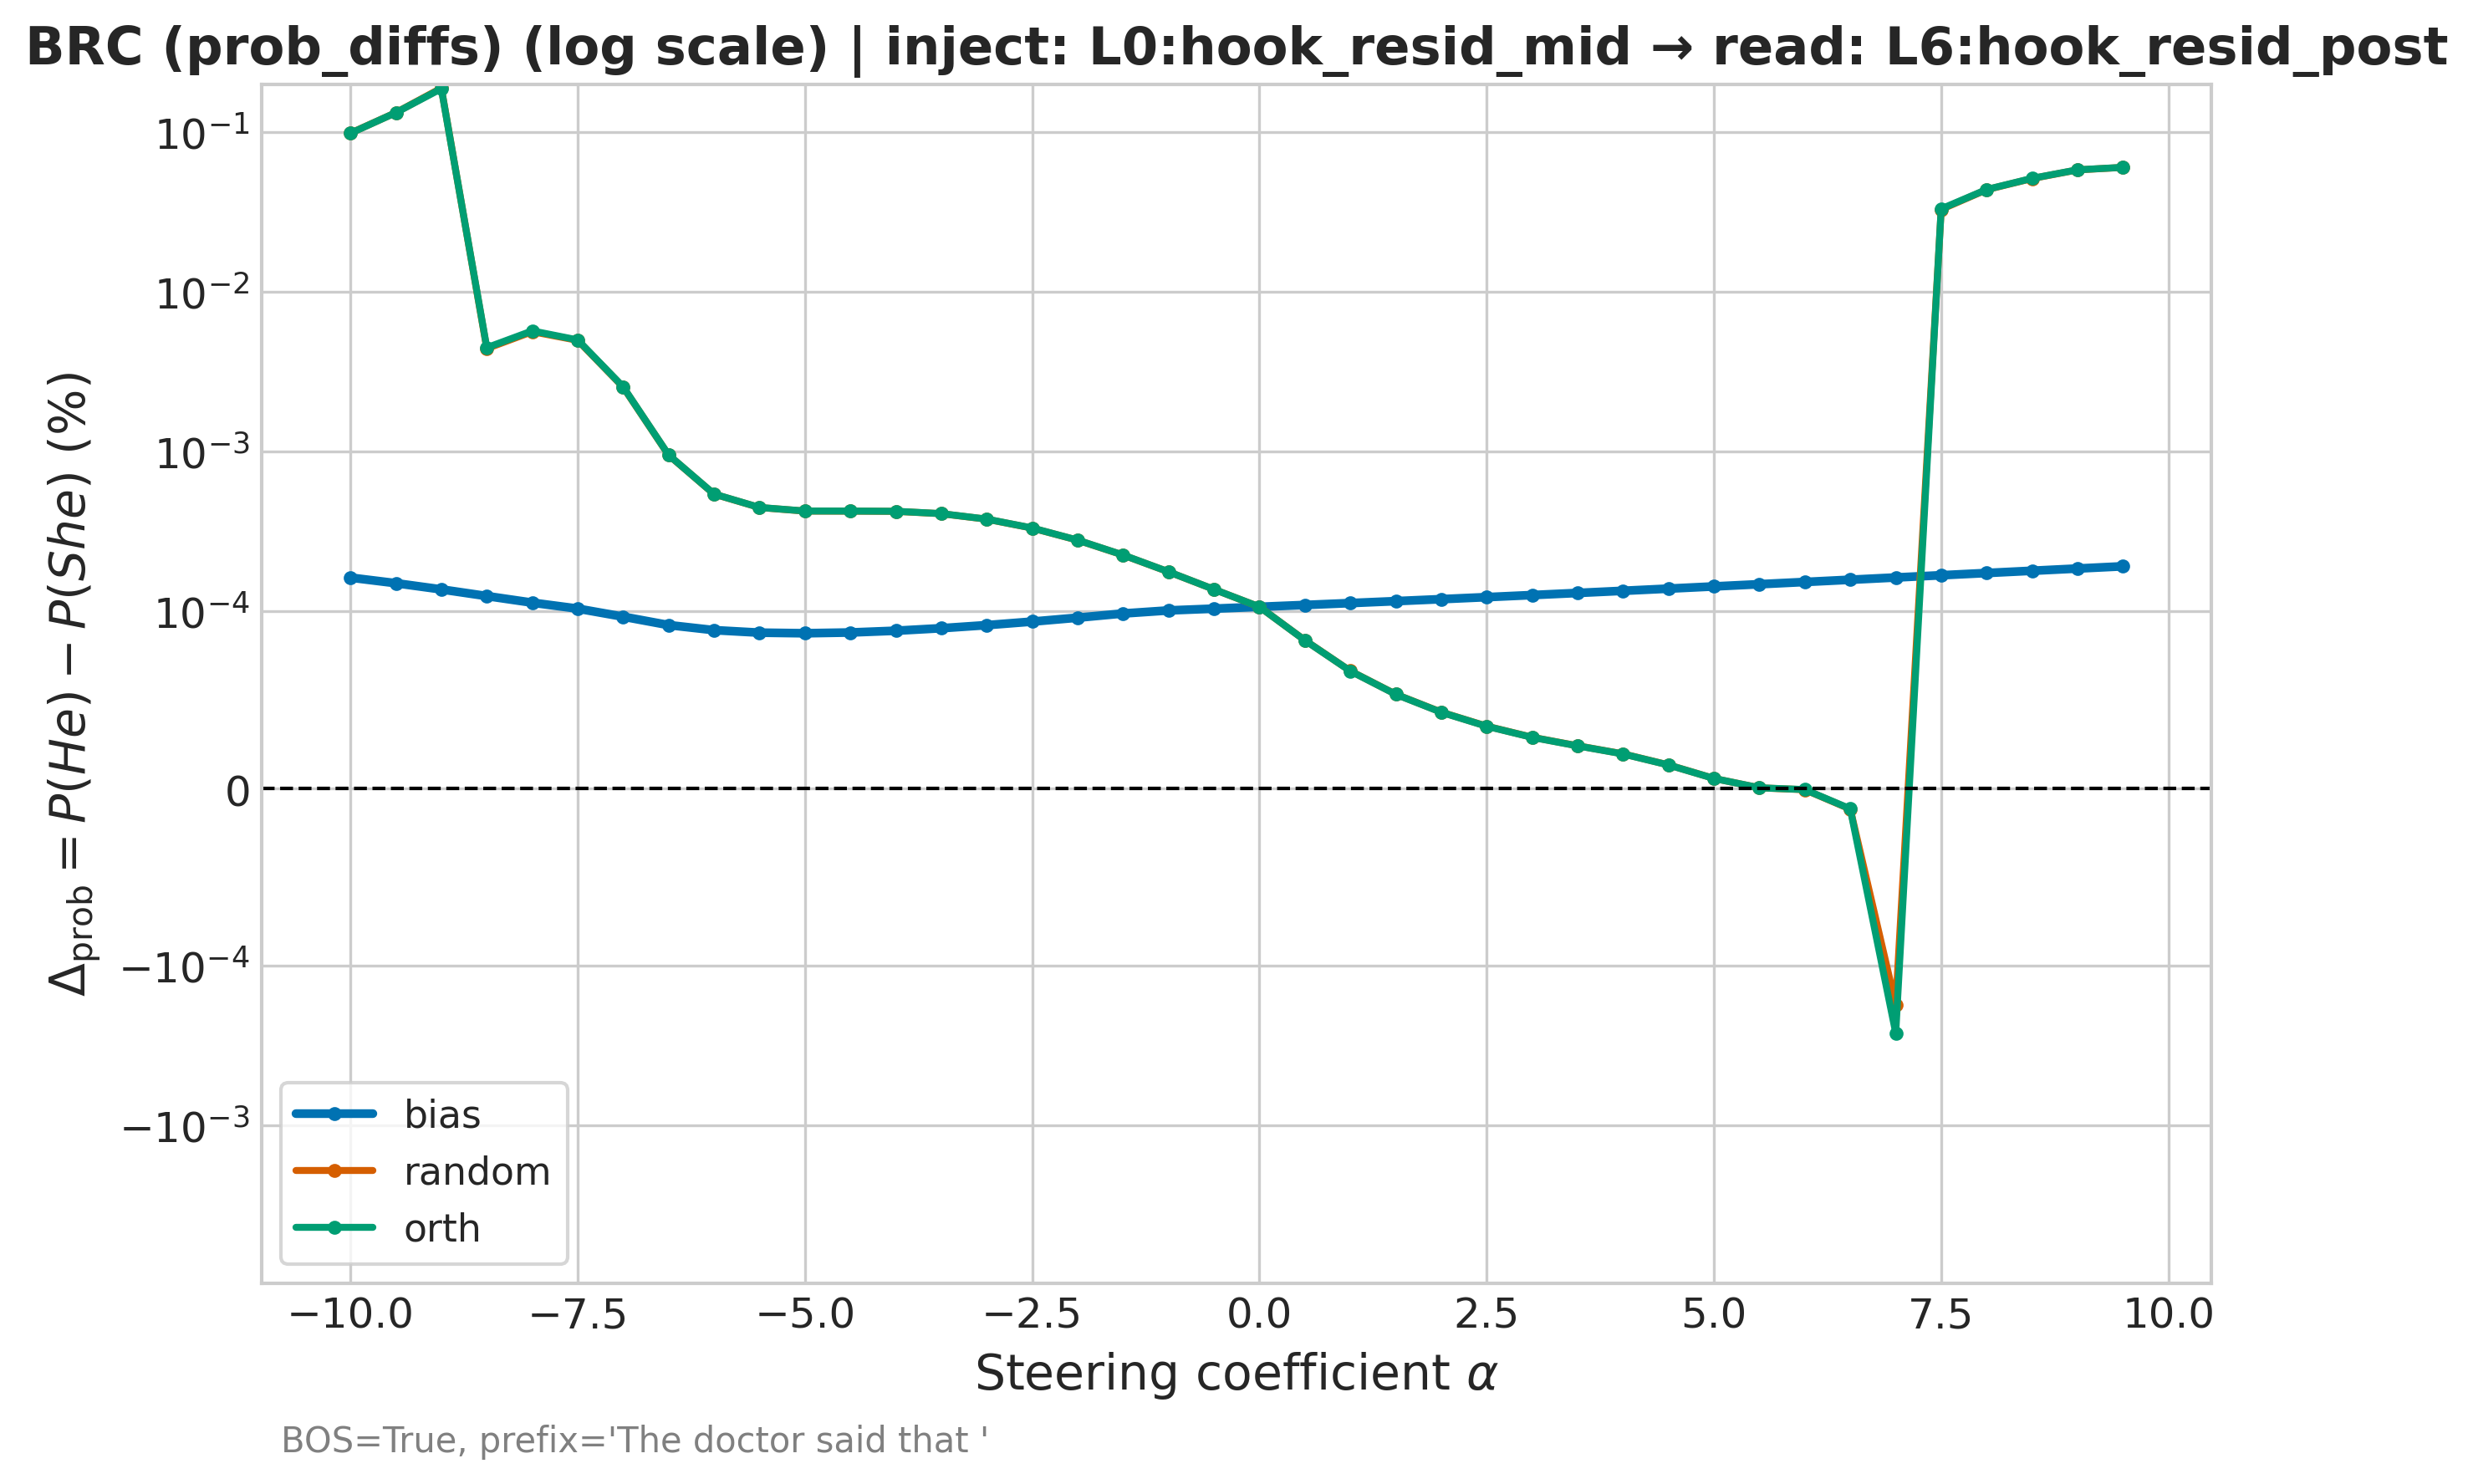 BRC (prob_diffs) (log scale) | inject: L0:hook_resid_mid → read: L6:hook_resid_post
Δprob = P(He) − P(She) (%)
10⁻¹
10⁻²
10⁻³
10⁻⁴
0
−10⁻⁴
−10⁻³
bias
random
orth
−10.0 −7.5 −5.0 −2.5 0.0 2.5 5.0 7.5 10.0
Steering coefficient α
BOS=True, prefix='The doctor said that '